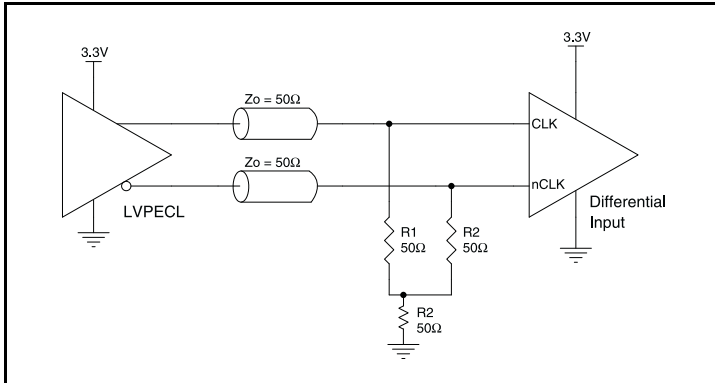 3.3V
3.3V
Zo = 50Ω
CLK
Zo = 50Ω
nCLK
LVPECL
Differential
Input
R1
50Ω
R2
50Ω
R2
50Ω